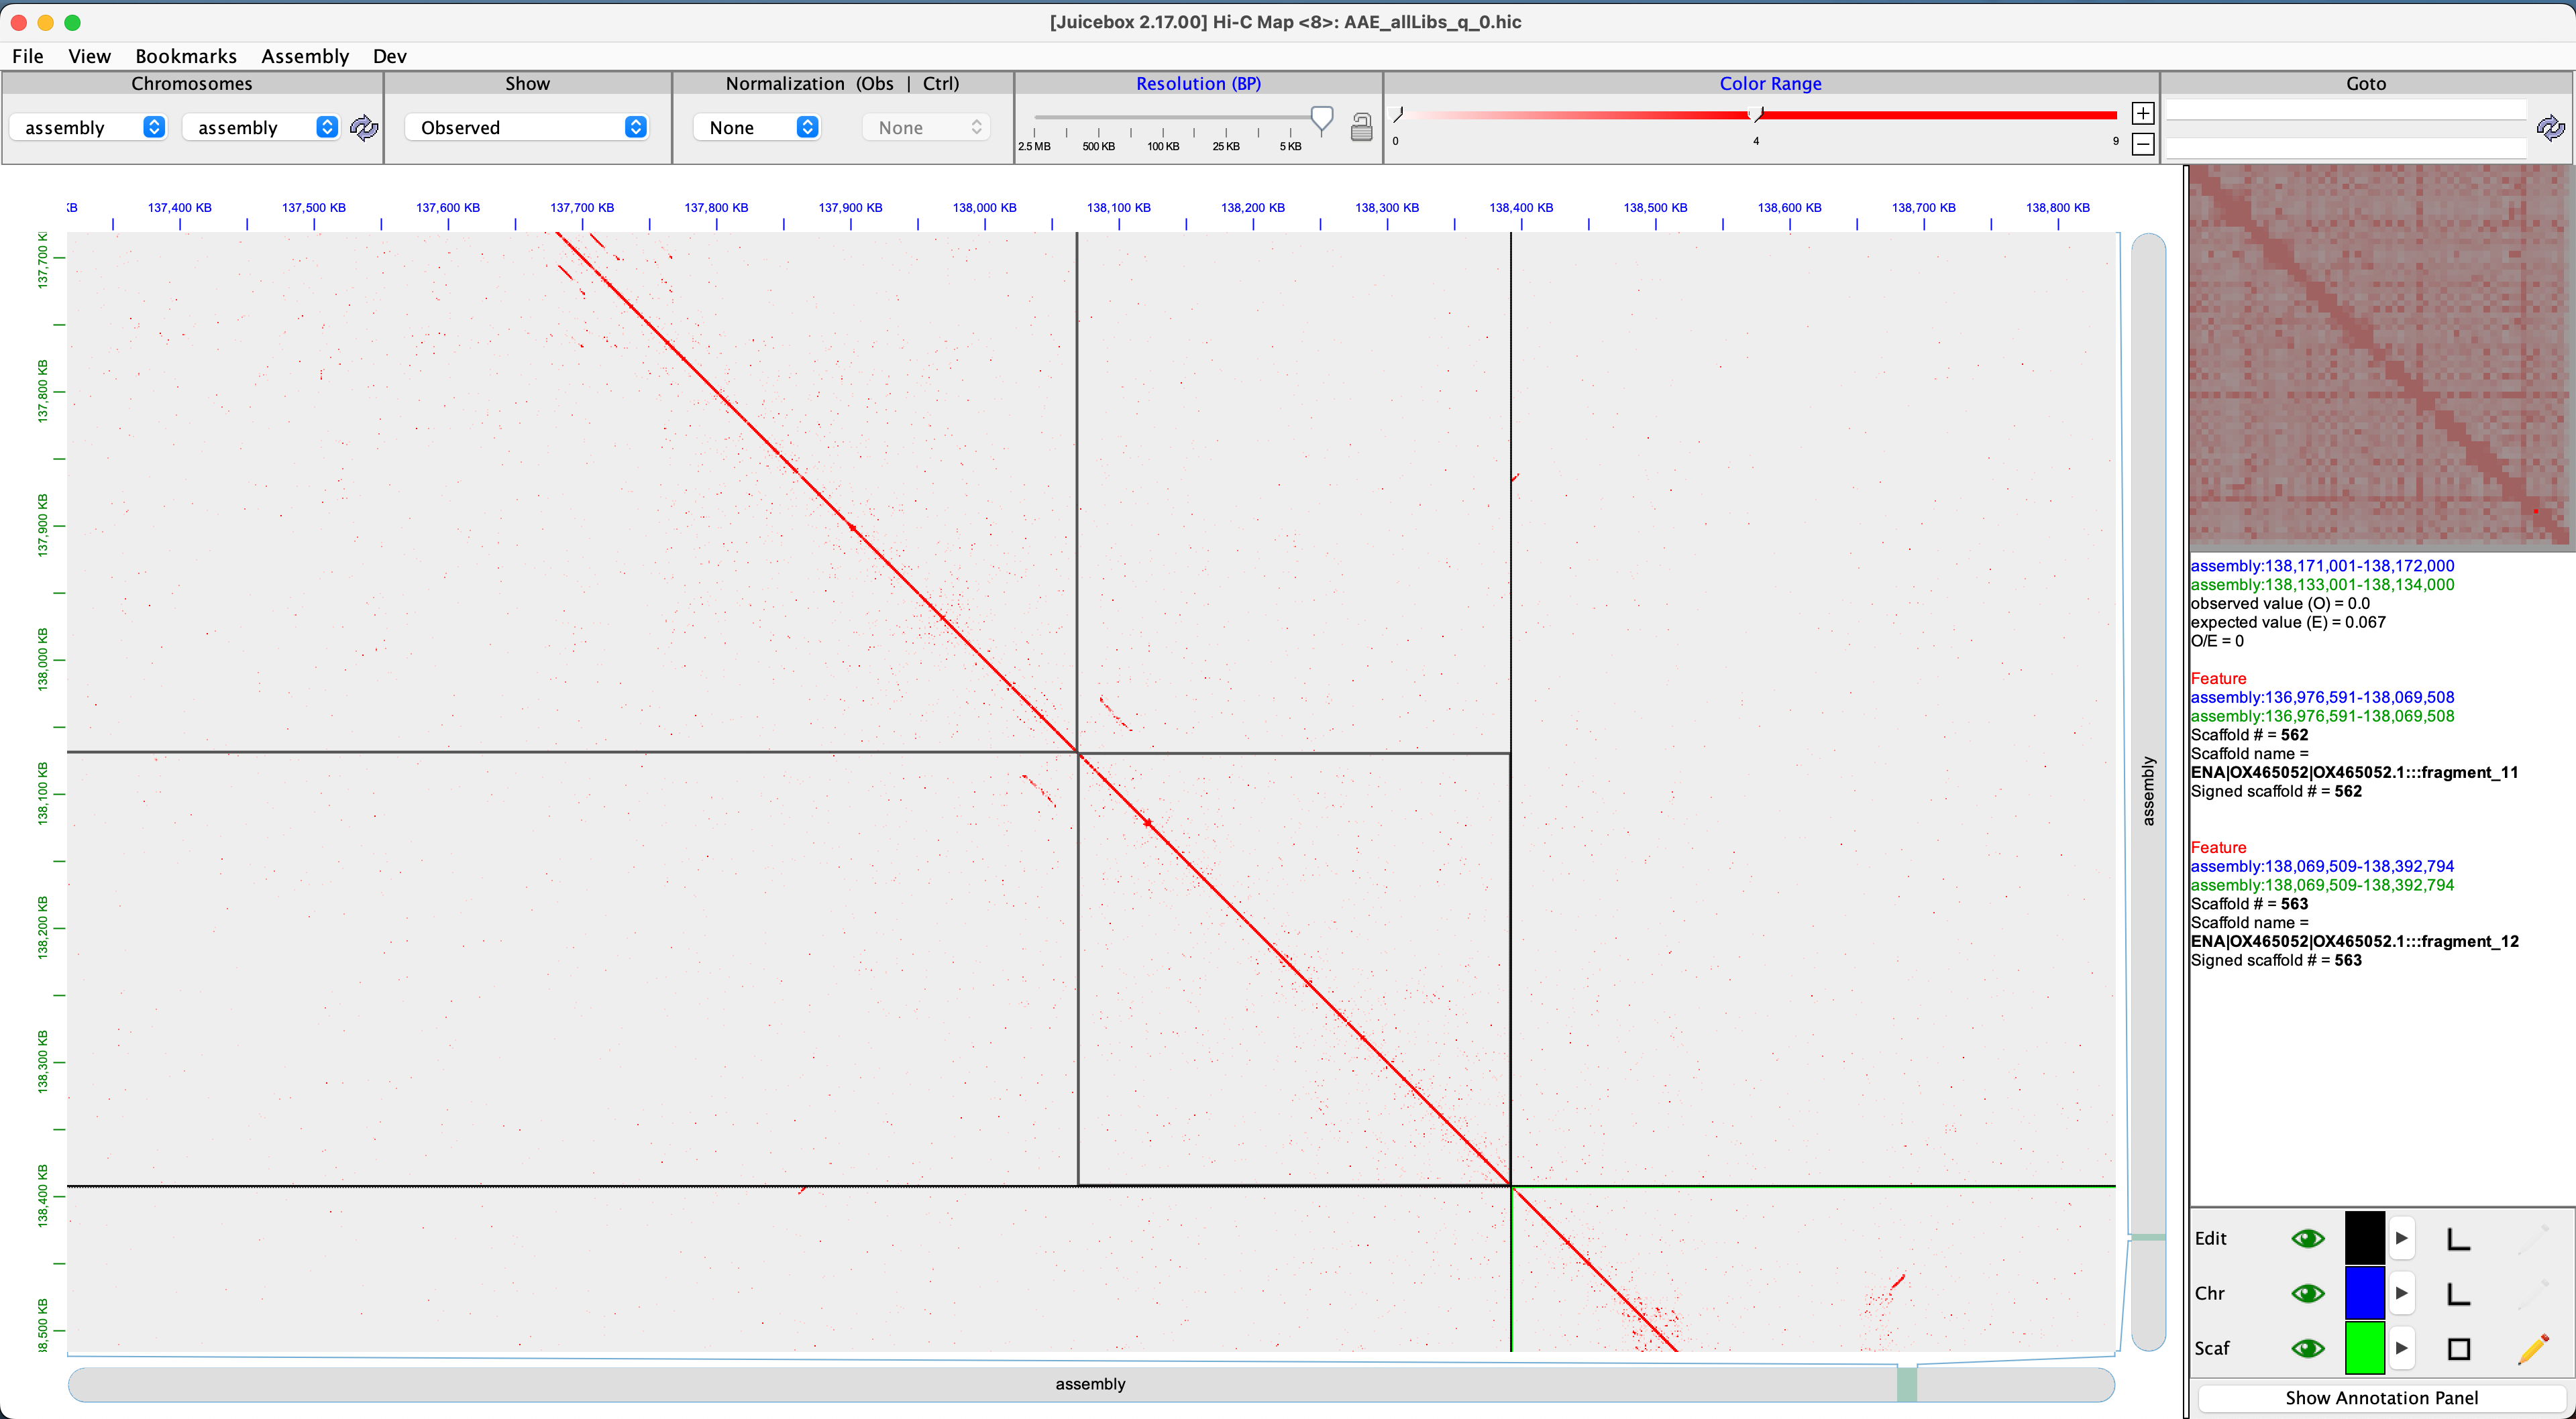 [Juicebox 2.17.00] Hi-C Map <8>: AAE_allLibs_q_0.hic
File View Bookmarks Assembly Dev
Chromosomes
Show
Normalization (Obs | Ctrl)
Resolution (BP)
Color Range
Goto
assembly
assembly
Observed
None
None
2.5 MB 500 KB 100 KB 25 KB 5 KB
0 4 9
+
−
KB 137,400 KB 137,500 KB 137,600 KB 137,700 KB 137,800 KB 137,900 KB 138,000 KB 138,100 KB 138,200 KB 138,300 KB 138,400 KB 138,500 KB 138,600 KB 138,700 KB 138,800 KB
137,700 K
137,800 KB
137,900 KB
138,000 KB
138,100 KB
138,200 KB
138,300 KB
138,400 KB
38,500 KB
assembly
assembly
assembly:138,171,001-138,172,000
assembly:138,133,001-138,134,000
observed value (O) = 0.0
expected value (E) = 0.067
O/E = 0
Feature
assembly:136,976,591-138,069,508
assembly:136,976,591-138,069,508
Scaffold # = 562
Scaffold name =
ENA|OX465052|OX465052.1:::fragment_11
Signed scaffold # = 562
Feature
assembly:138,069,509-138,392,794
assembly:138,069,509-138,392,794
Scaffold # = 563
Scaffold name =
ENA|OX465052|OX465052.1:::fragment_12
Signed scaffold # = 563
Edit
Chr
Scaf
Show Annotation Panel